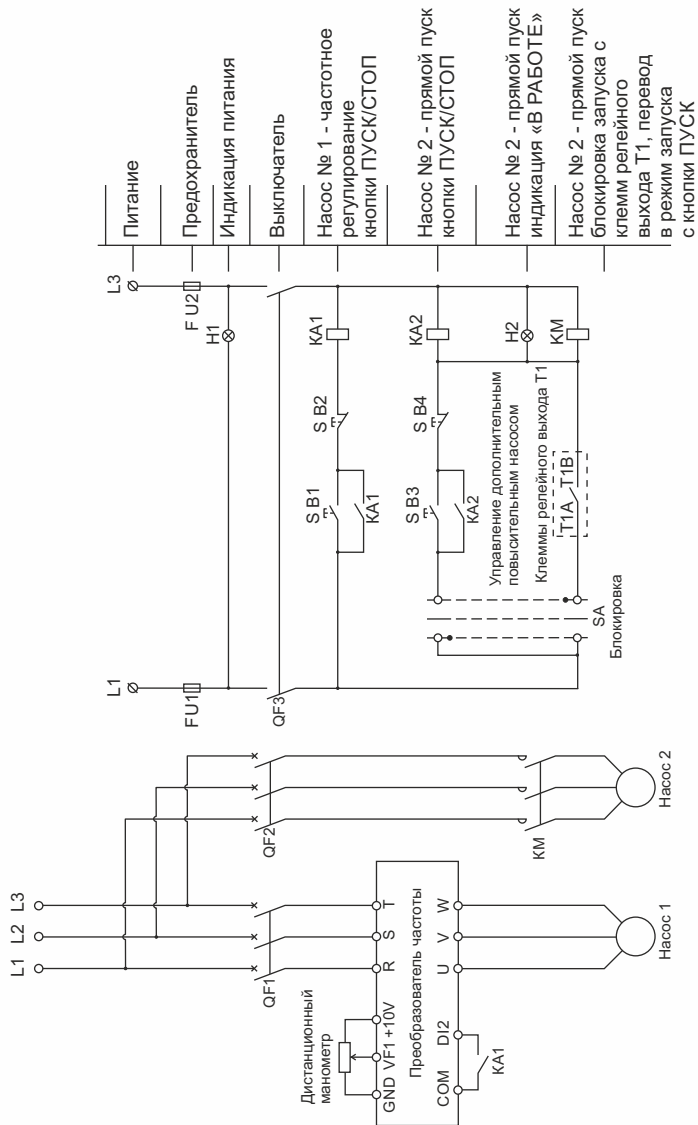 L1
L2
L3
QF1
QF2
Дистанционный
манометр
GND
VF1
+10V
R
S
T
Преобразователь частоты
COM
DI2
U
V
W
KA1
KM
Насос 1
Насос 2
L1
L3
FU1
F U2
H1
QF3
S B1
S B2
KA1
KA1
S B3
S B4
KA2
KA2
H2
Управление дополнительным
повысительным насосом
Клеммы релейного выхода T1
T1A
T1B
KM
SA
Блокировка
Питание
Предохранитель
Индикация питания
Выключатель
Насос № 1 - частотное
регулирование
кнопки ПУСК/СТОП
Насос № 2 - прямой пуск
кнопки ПУСК/СТОП
Насос № 2 - прямой пуск
индикация «В РАБОТЕ»
Насос № 2 - прямой пуск
блокировка запуска с
клемм релейного
выхода T1, перевод
в режим запуска
с кнопки ПУСК